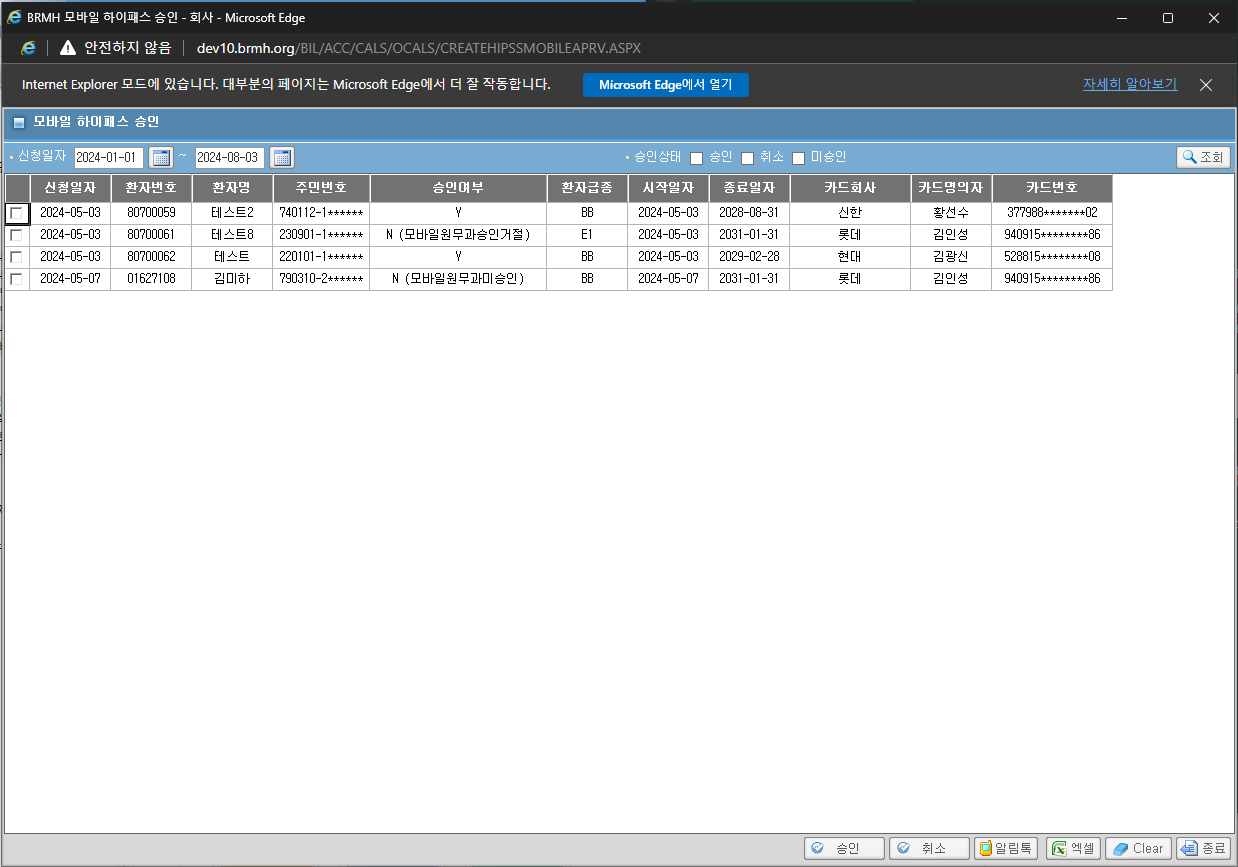 BRMH 모바일 하이패스 승인 - 회사 - Microsoft Edge
안전하지 않음 dev10.brmh.org/BIL/ACC/CALS/OCALS/CREATEHIPSSMOBILEAPRV.ASPX
Internet Explorer 모드에 있습니다. 대부분의 페이지는 Microsoft Edge에서 더 잘 작동합니다. Microsoft Edge에서 열기 자세히 알아보기
모바일 하이패스 승인
신청일자 2024-01-01 ~ 2024-08-03 승인상태 승인 취소 미승인 조회
신청일자 환자번호 환자명 주민번호 승인여부 환자급종 시작일자 종료일자 카드회사 카드명의자 카드번호
2024-05-03 80700059 테스트2 740112-1****** Y BB 2024-05-03 2028-08-31 신한 황선수 377988*******02
2024-05-03 80700061 테스트8 230901-1****** N (모바일원무과승인거절) E1 2024-05-03 2031-01-31 롯데 김인성 940915********86
2024-05-03 80700062 테스트 220101-1****** Y BB 2024-05-03 2029-02-28 현대 김광신 528815********08
2024-05-07 01627108 김미하 790310-2****** N (모바일원무과미승인) BB 2024-05-07 2031-01-31 롯데 김인성 940915********86
승인 취소 알림톡 엑셀 Clear 종료